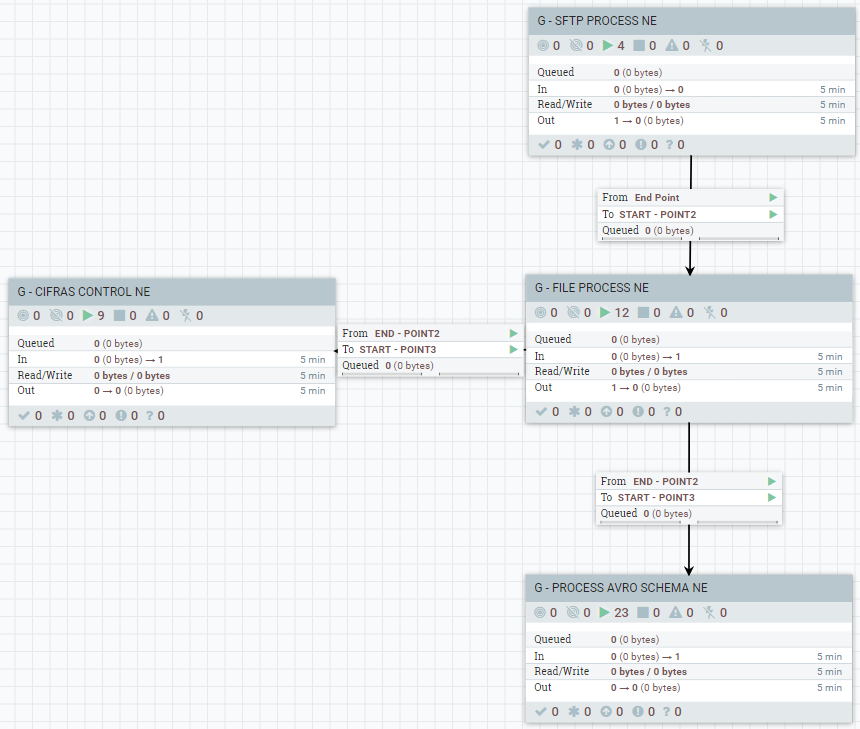 G - SFTP PROCESS NE
0 0 4 0 0 0
Queued 0 (0 bytes)
In 0 (0 bytes) → 0 5 min
Read/Write 0 bytes / 0 bytes 5 min
Out 1 → 0 (0 bytes) 5 min
0 0 0 0 ? 0
From End Point
To START - POINT2
Queued 0 (0 bytes)
G - CIFRAS CONTROL NE
0 0 9 0 0 0
Queued 0 (0 bytes)
In 0 (0 bytes) → 1 5 min
Read/Write 0 bytes / 0 bytes 5 min
Out 0 → 0 (0 bytes) 5 min
0 0 0 0 ? 0
From END - POINT2
To START - POINT3
Queued 0 (0 bytes)
G - FILE PROCESS NE
0 0 12 0 0 0
Queued 0 (0 bytes)
In 0 (0 bytes) → 1 5 min
Read/Write 0 bytes / 0 bytes 5 min
Out 1 → 0 (0 bytes) 5 min
0 0 0 0 ? 0
From END - POINT2
To START - POINT3
Queued 0 (0 bytes)
G - PROCESS AVRO SCHEMA NE
0 0 23 0 0 0
Queued 0 (0 bytes)
In 0 (0 bytes) → 1 5 min
Read/Write 0 bytes / 0 bytes 5 min
Out 0 → 0 (0 bytes) 5 min
0 0 0 0 ? 0